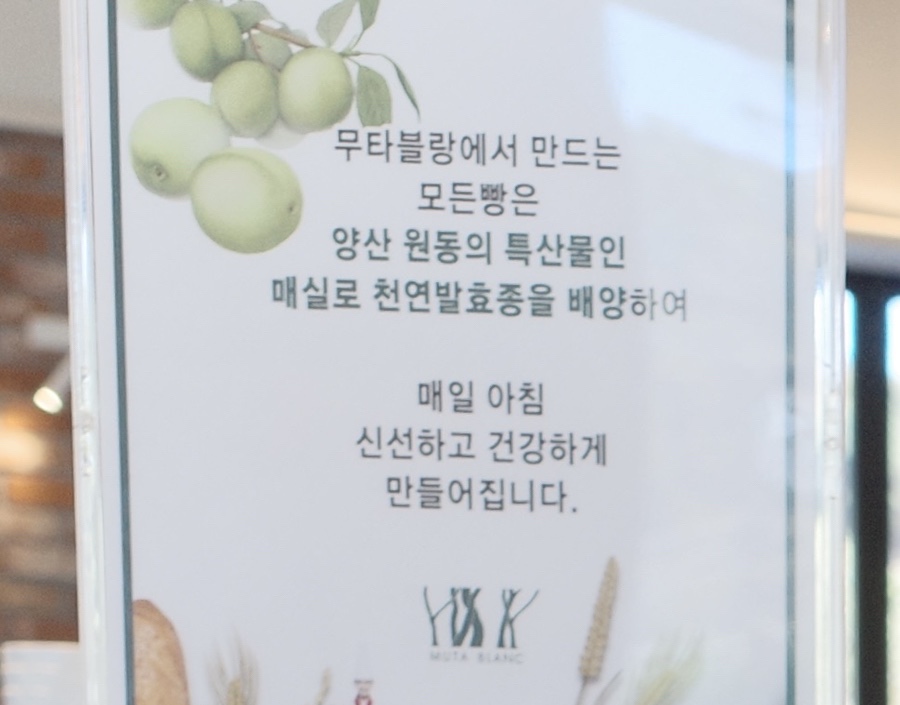 무타블랑에서 만드는
모든빵은
양산 원동의 특산물인
매실로 천연발효종을 배양하여
매일 아침
신선하고 건강하게
만들어집니다.
MUTA BLANC